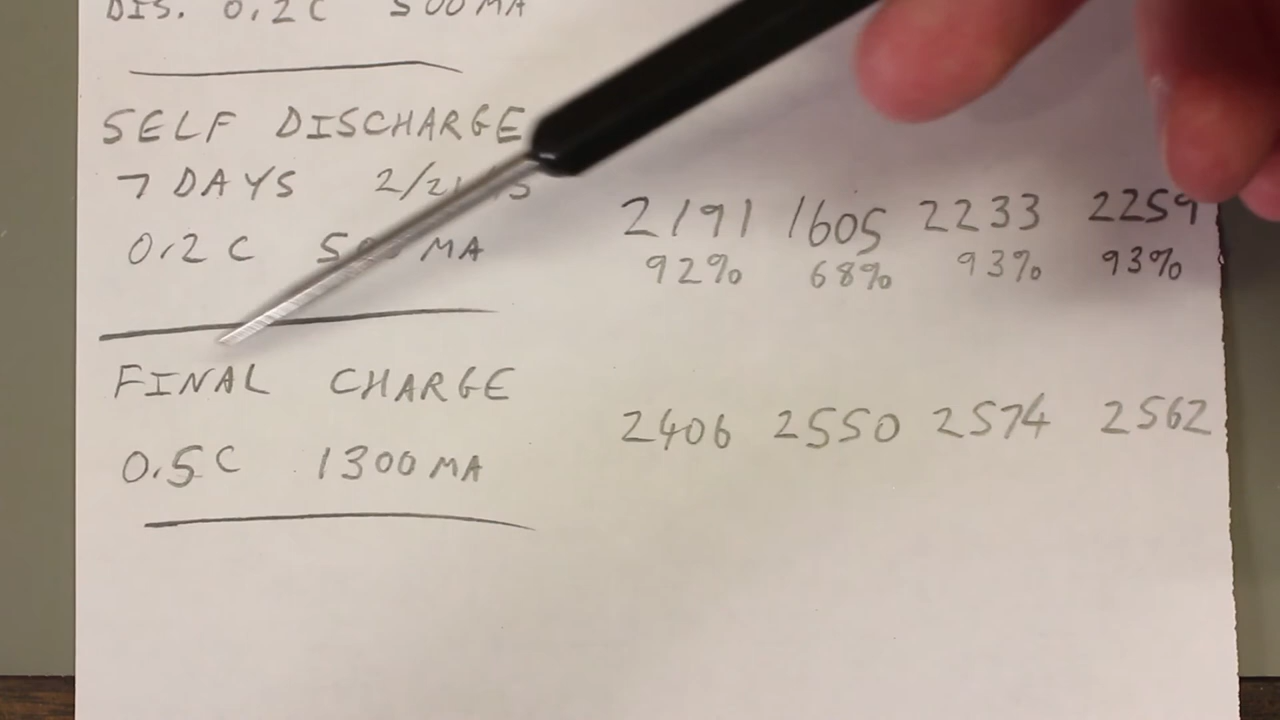 DIS. 0.2C 500MA
SELF DISCHARGE
7 DAYS
0.2C MA 2191 1605 2233 2259
92% 68% 93% 93%
FINAL CHARGE
0.5C 1300MA 2406 2550 2574 2562